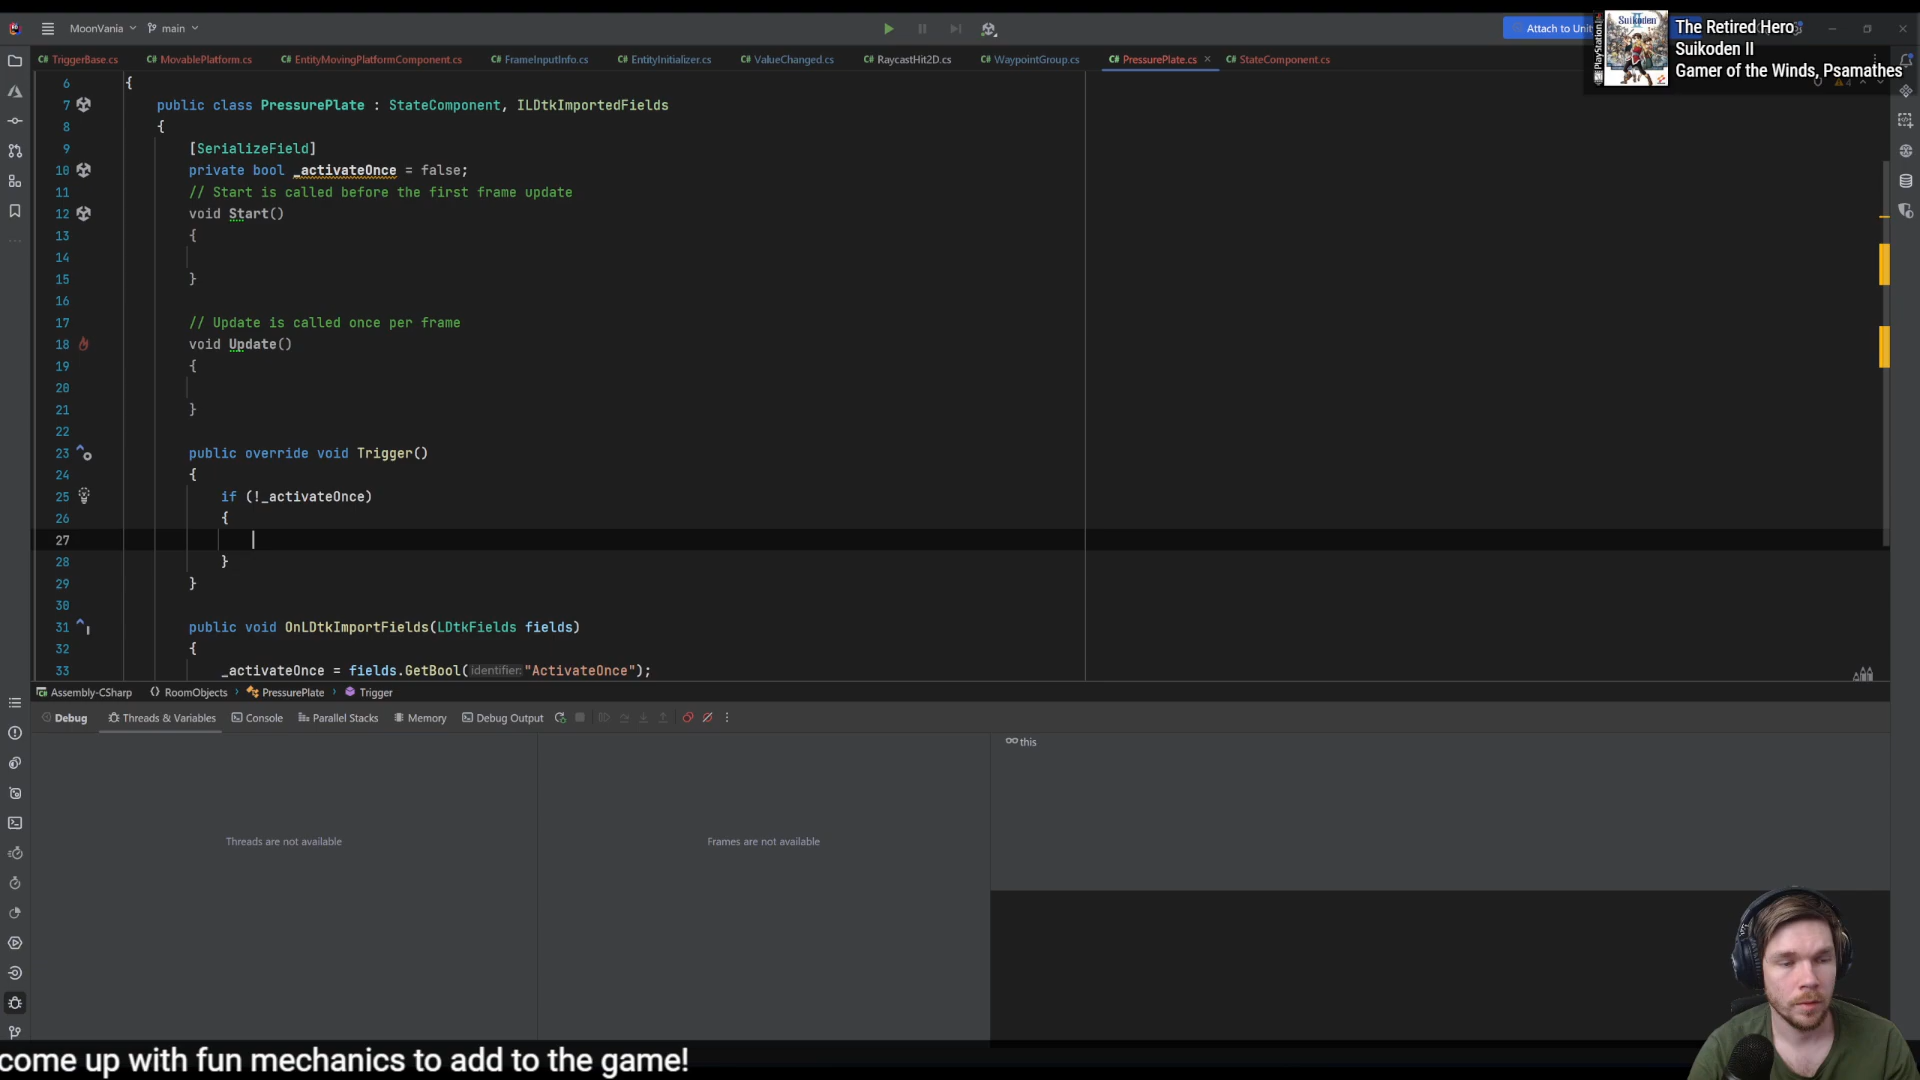 MoonVania
main
Attach to Unit
Suikoden II
The Retired Hero
Suikoden II
Gamer of the Winds, Psamathes
C# TriggerBase.cs
C# MovablePlatform.cs
C# EntityMovingPlatformComponent.cs
C# FrameInputInfo.cs
C# EntityInitializer.cs
C# ValueChanged.cs
C# RaycastHit2D.cs
C# WaypointGroup.cs
C# PressurePlate.cs
C# StateComponent.cs
6 {
7 public class PressurePlate : StateComponent, ILDtkImportedFields
8 {
9 [SerializeField]
10 private bool _activateOnce = false;
11 // Start is called before the first frame update
12 void Start()
13 {
14
15 }
16
17 // Update is called once per frame
18 void Update()
19 {
20
21 }
22
23 public override void Trigger()
24 {
25 if (!_activateOnce)
26 {
27
28 }
29 }
30
31 public void OnLDtkImportFields(LDtkFields fields)
32 {
33 _activateOnce = fields.GetBool(identifier: "ActivateOnce");
Assembly-CSharp
RoomObjects
PressurePlate
Trigger
Debug
Threads & Variables
Console
Parallel Stacks
Memory
Debug Output
this
Threads are not available
Frames are not available
come up with fun mechanics to add to the game!